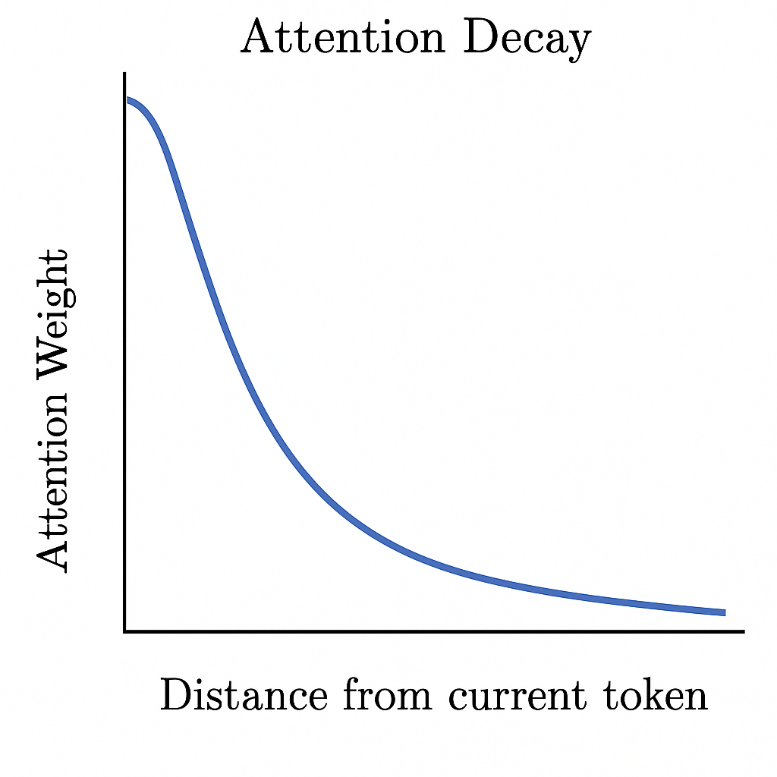 Attention Decay
Attention Weight
Distance from current token